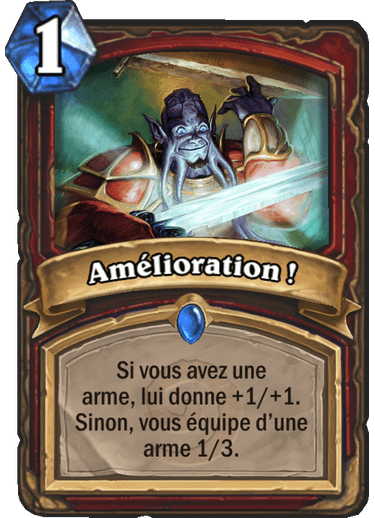 1
Amélioration !
Si vous avez une
arme, lui donne +1/+1.
Sinon, vous équipe d’une
arme 1/3.